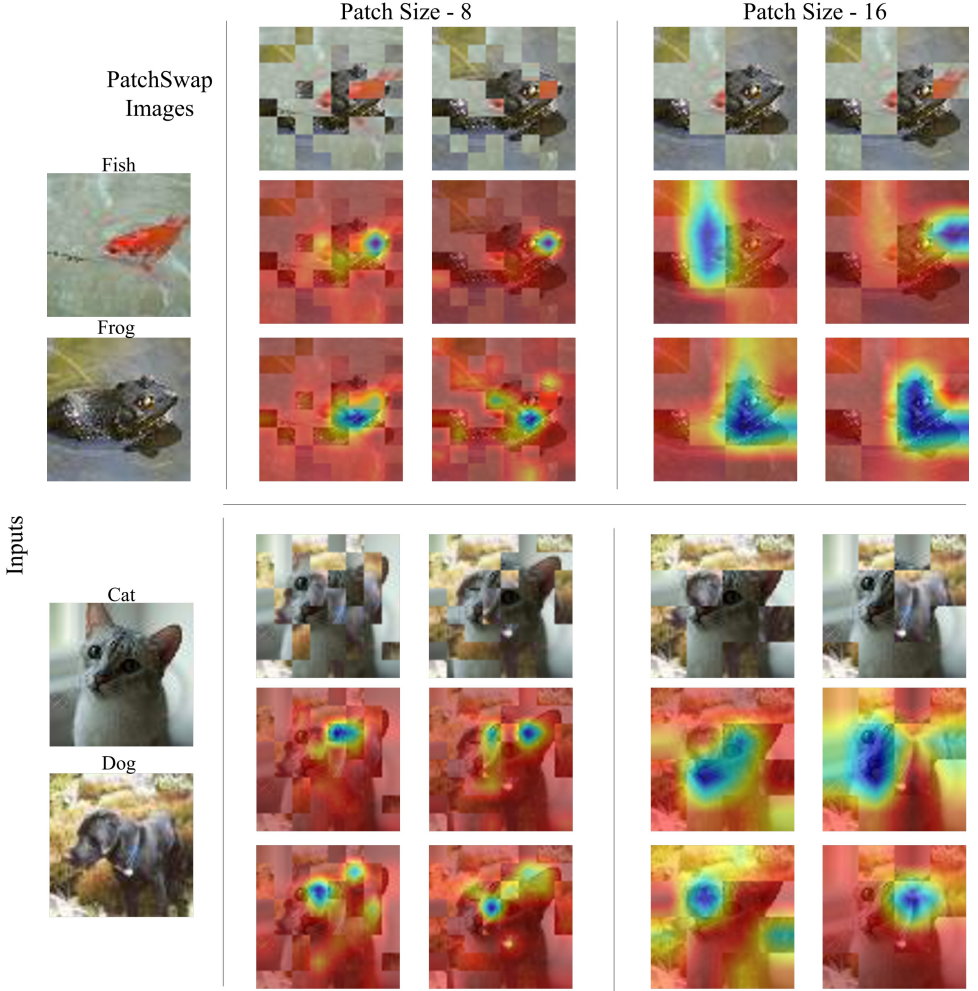 Patch Size - 8
Patch Size - 16
PatchSwap
Images
Fish
Frog
Inputs
Cat
Dog